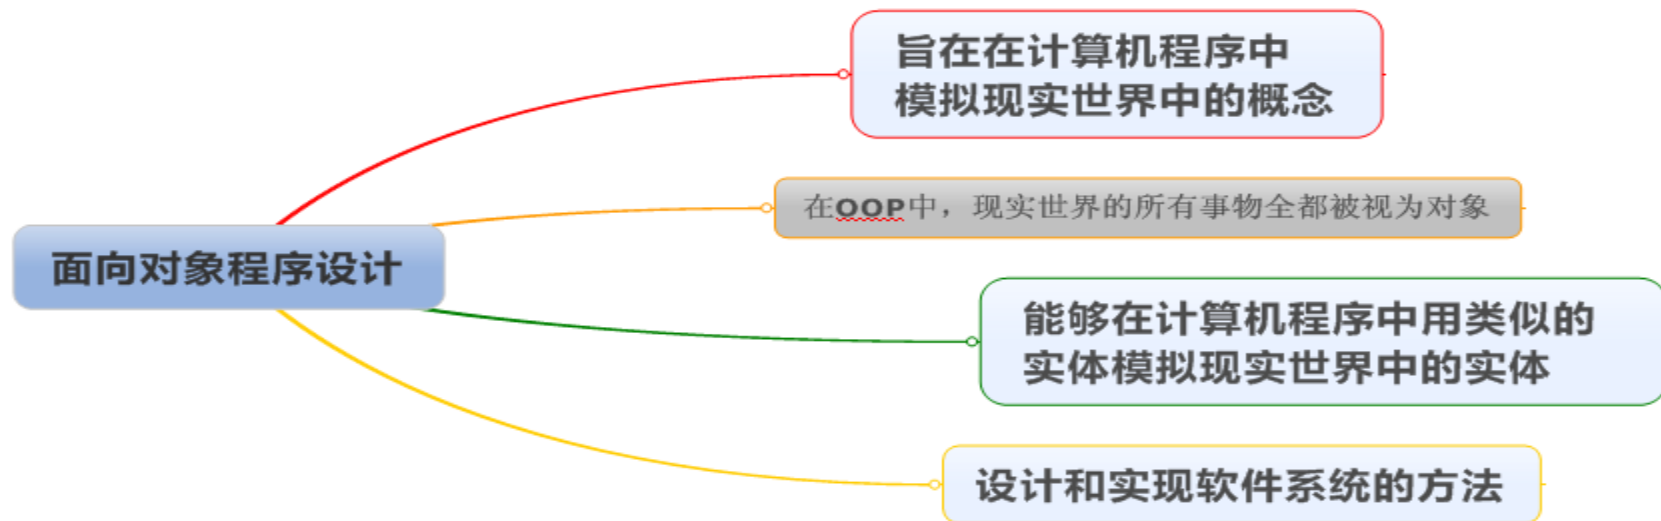 旨在在计算机程序中
模拟现实世界中的概念
在OOP中，现实世界的所有事物全都被视为对象
面向对象程序设计
能够在计算机程序中用类似的
实体模拟现实世界中的实体
设计和实现软件系统的方法